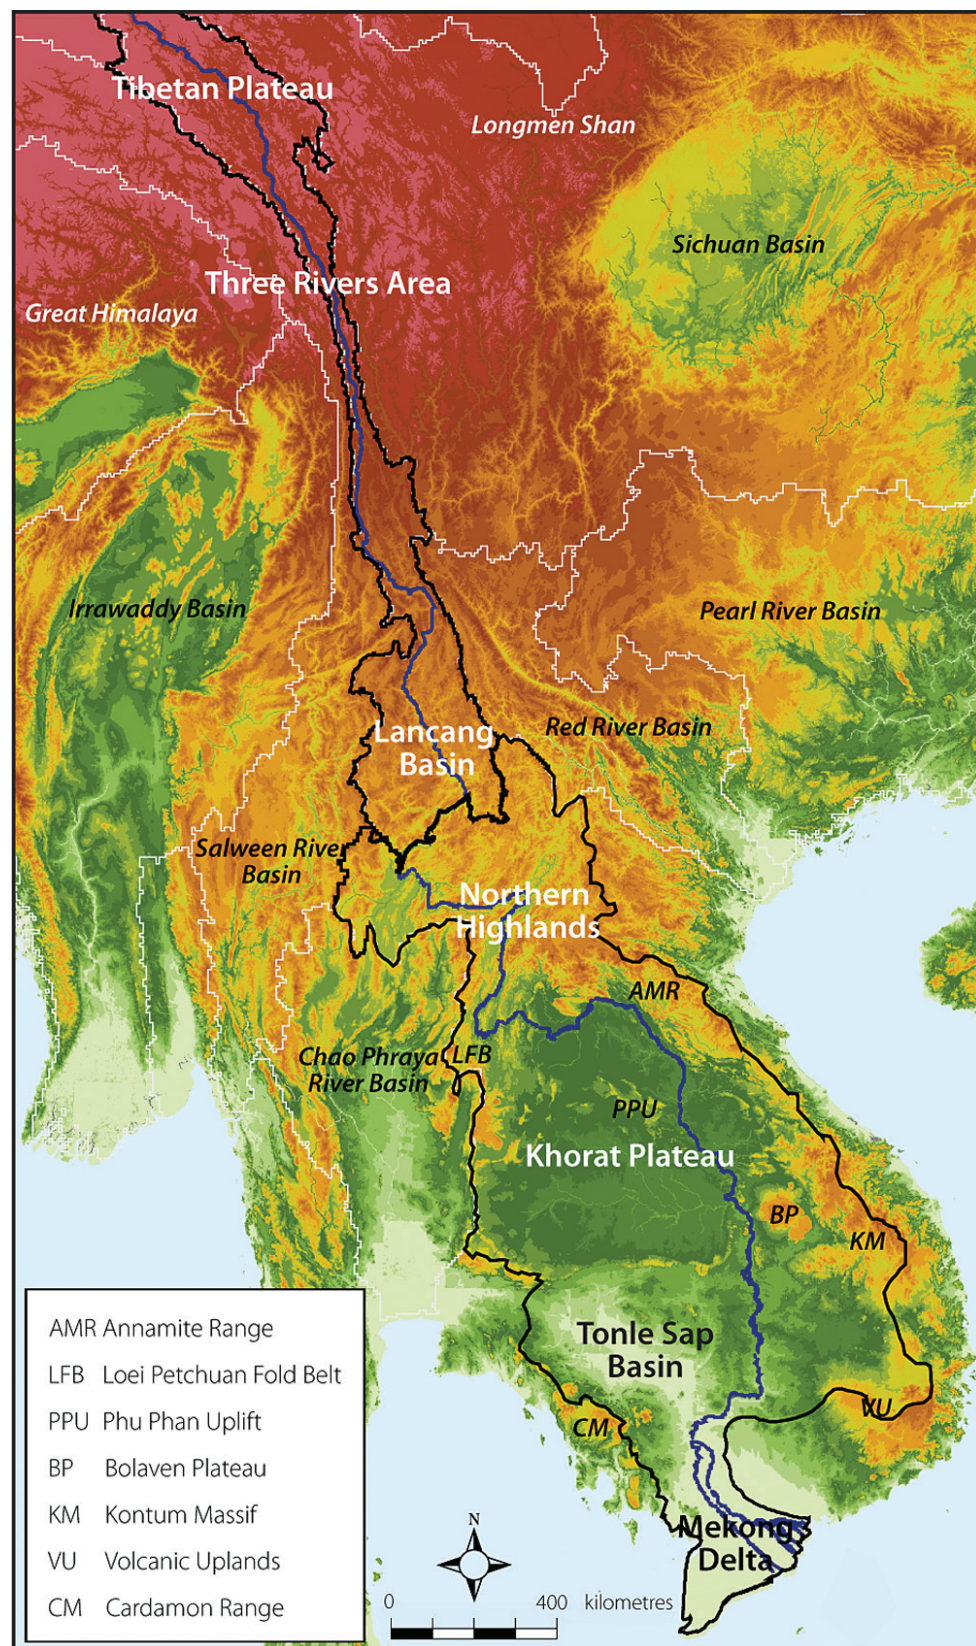 Tibetan Plateau
Longmen Shan
Sichuan Basin
Three Rivers Area
Great Himalaya
Irrawaddy Basin
Pearl River Basin
Lancang
Basin
Red River Basin
Salween River
Basin
Northern
Highlands
AMR
Chao Phraya
River Basin
LFB
PPU
Khorat Plateau
BP
KM
Tonle Sap
Basin
VU
CM
Mekong
Delta
AMR Annamite Range
LFB Loei Petchuan Fold Belt
PPU Phu Phan Uplift
BP Bolaven Plateau
KM Kontum Massif
VU Volcanic Uplands
CM Cardamon Range
N
0 400 kilometres